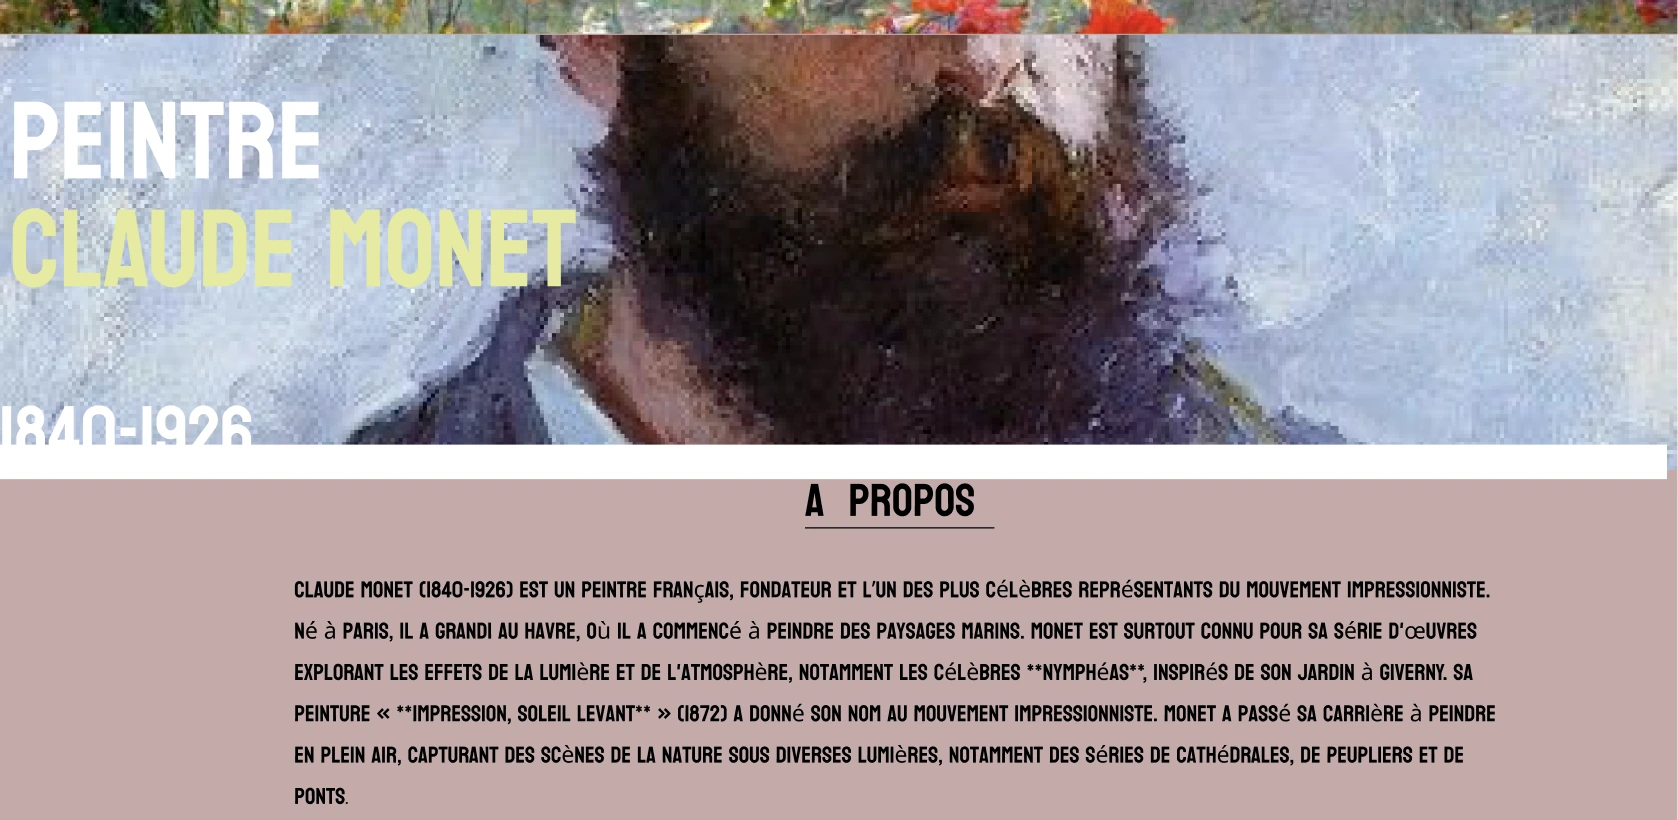 PEINTRE
CLAUDE MONET
1840-1926
A PROPOS
CLAUDE MONET (1840-1926) EST UN PEINTRE FRANçAIS, FONDATEUR ET L'UN DES PLUS CéLèBRES REPRéSENTANTS DU MOUVEMENT IMPRESSIONNISTE.
Né à PARIS, IL A GRANDI AU HAVRE, Où IL A COMMENCé à PEINDRE DES PAYSAGES MARINS. MONET EST SURTOUT CONNU POUR SA SéRIE D'œUVRES
EXPLORANT LES EFFETS DE LA LUMIèRE ET DE L'ATMOSPHèRE, NOTAMMENT LES CéLèBRES **NYMPHéAS**, INSPIRéS DE SON JARDIN à GIVERNY. SA
PEINTURE « **IMPRESSION, SOLEIL LEVANT** » (1872) A DONNé SON NOM AU MOUVEMENT IMPRESSIONNISTE. MONET A PASSé SA CARRIèRE à PEINDRE
EN PLEIN AIR, CAPTURANT DES SCèNES DE LA NATURE SOUS DIVERSES LUMIèRES, NOTAMMENT DES SéRIES DE CATHéDRALES, DE PEUPLIERS ET DE
PONTS.